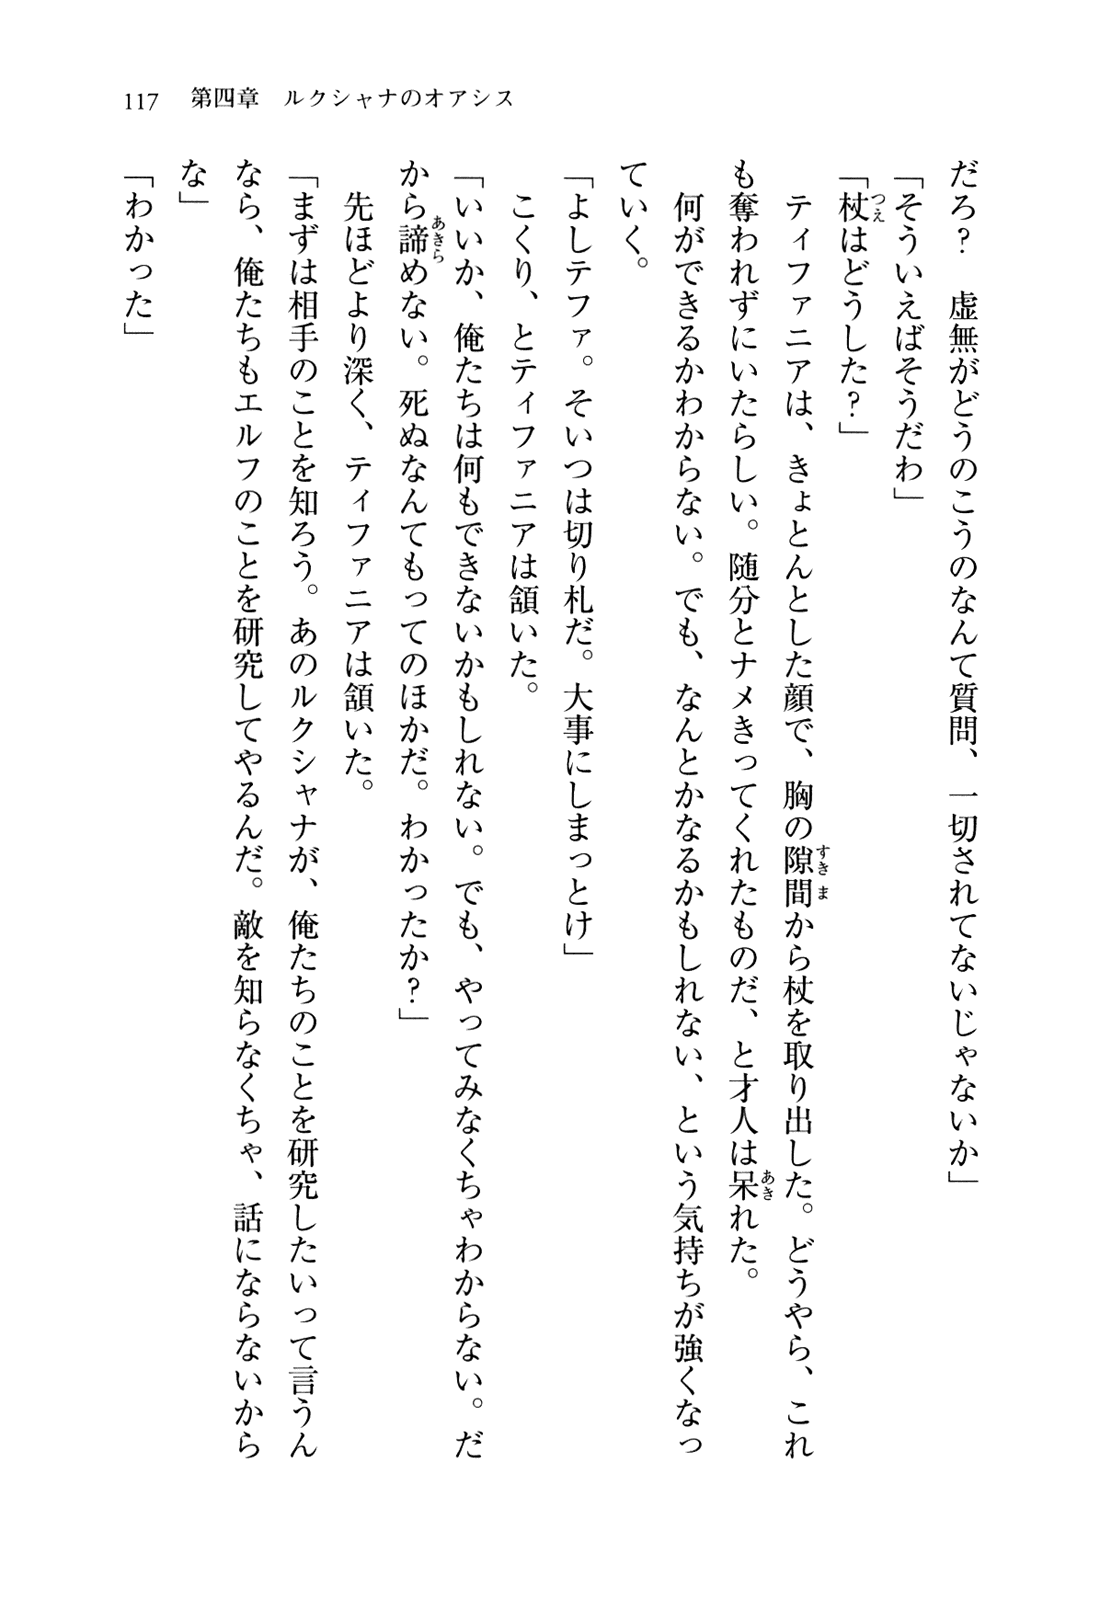 117　第四章　ルクシャナのオアシス
だろ？　虚無がどうのこうのなんて質問、一切されてないじゃないか」
「そういえばそうだわ」
「杖はどうした？」
　ティファニアは、きょとんとした顔で、胸の隙間から杖を取り出した。どうやら、これ
も奪われずにいたらしい。随分とナメきってくれたものだ、と才人は呆れた。
　何ができるかわからない。でも、なんとかなるかもしれない、という気持ちが強くなっ
ていく。
「よしテファ。そいつは切り札だ。大事にしまっとけ」
　こくり、とティファニアは頷いた。
「いいか、俺たちは何もできないかもしれない。でも、やってみなくちゃわからない。だ
から諦めない。死ぬなんてもってのほかだ。わかったか？」
　先ほどより深く、ティファニアは頷いた。
「まずは相手のことを知ろう。あのルクシャナが、俺たちのことを研究したいって言うん
なら、俺たちもエルフのことを研究してやるんだ。敵を知らなくちゃ、話にならないから
な」
「わかった」